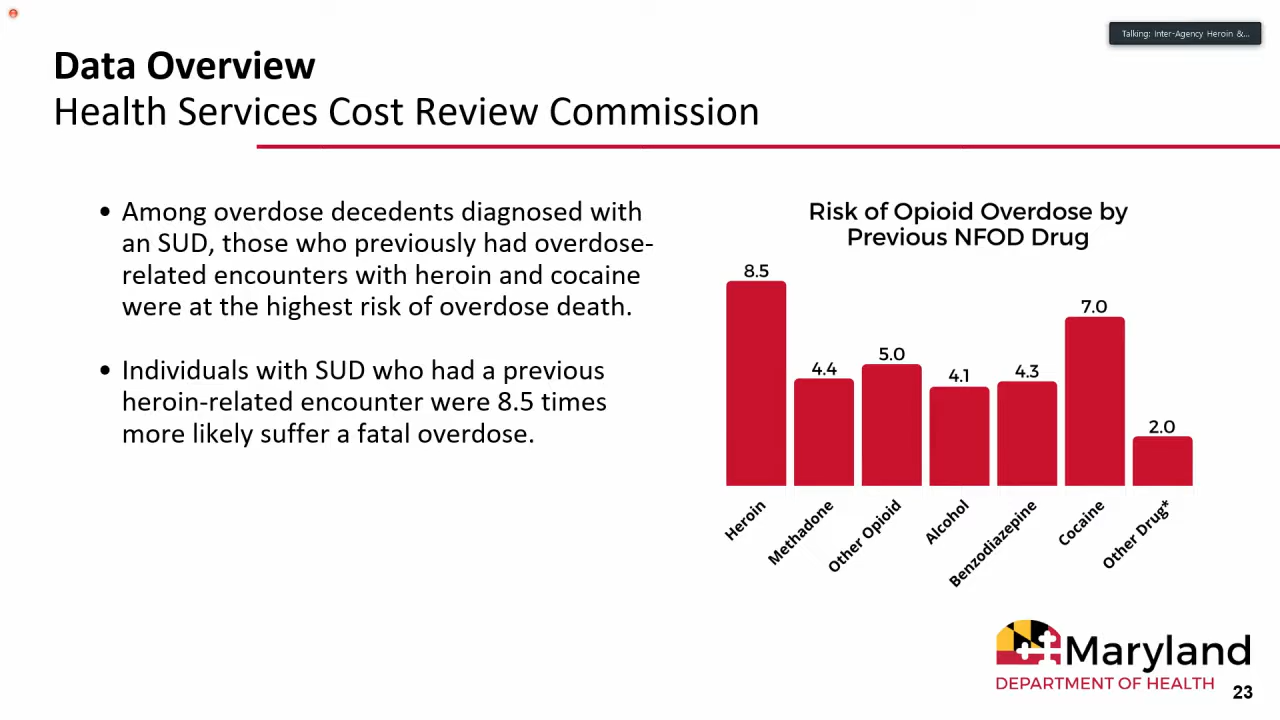 Talking: Inter-Agency Heroin &...
Data Overview
Health Services Cost Review Commission
• Among overdose decedents diagnosed with
an SUD, those who previously had overdose-
related encounters with heroin and cocaine
were at the highest risk of overdose death.
• Individuals with SUD who had a previous
heroin-related encounter were 8.5 times
more likely suffer a fatal overdose.
Risk of Opioid Overdose by
Previous NFOD Drug
8.5
4.4
5.0
4.1
4.3
7.0
2.0
Heroin
Methadone
Other Opioid
Alcohol
Benzodiazepine
Cocaine
Other Drug*
Maryland
DEPARTMENT OF HEALTH
23